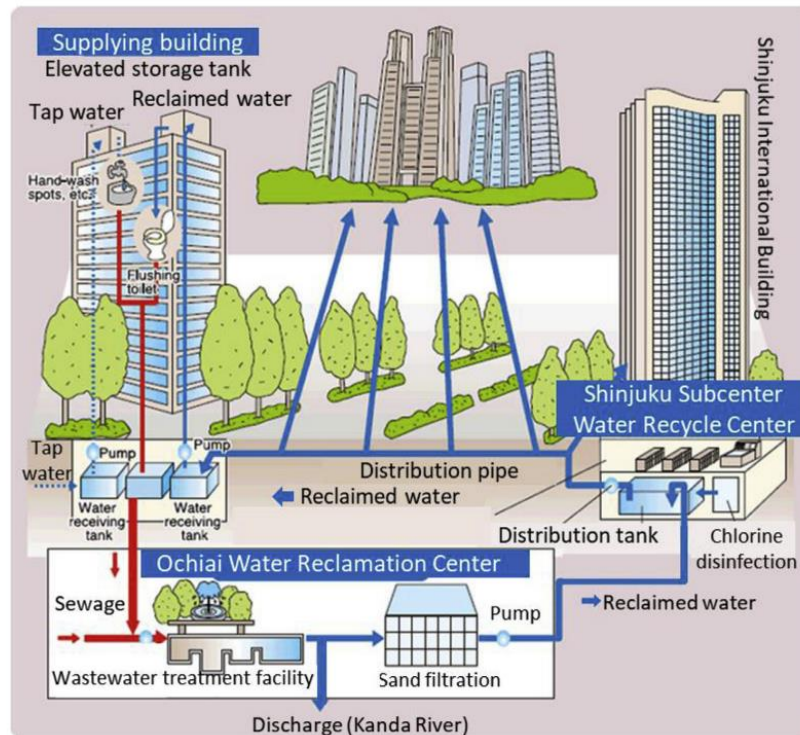 Supplying building
Elevated storage tank
Reclaimed water
Tap water
Hand-wash
spots, etc.
Flushing
toilet
Shinjuku International Building
Shinjuku Subcenter
Water Recycle Center
Tap
water
Pump
Pump
Water
receiving
tank
Water
receiving
tank
Distribution pipe
Reclaimed water
Distribution tank
Chlorine
disinfection
Ochiai Water Reclamation Center
Sewage
Pump
Reclaimed water
Wastewater treatment facility
Sand filtration
Discharge (Kanda River)